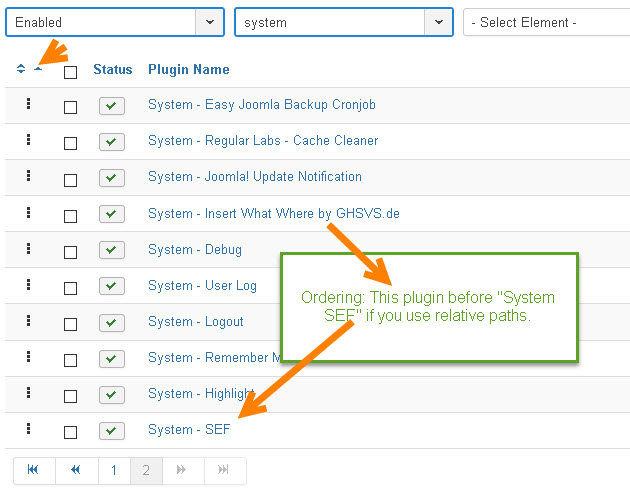 Enabled
system
- Select Element -
Status Plugin Name
System - Easy Joomla Backup Cronjob
System - Regular Labs - Cache Cleaner
System - Joomla! Update Notification
System - Insert What Where by GHSVS.de
System - Debug
System - User Log
System - Logout
System - Remember M
System - Highlight
System - SEF
Ordering: This plugin before "System
SEF" if you use relative paths.
1 2